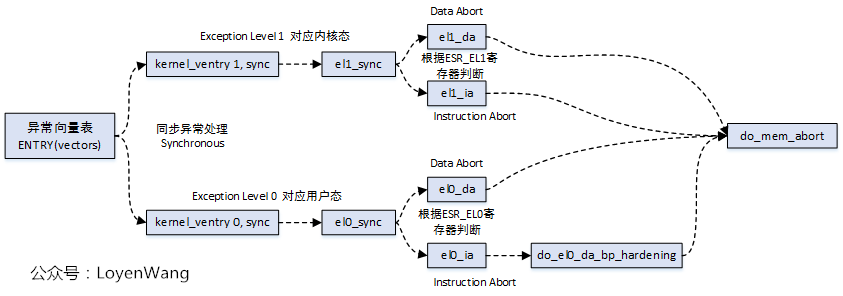 Data Abort
Exception Level 1 对应内核态
el1_da
kernel_ventry 1, sync
el1_sync
根据ESR_EL1寄
存器判断
el1_ia
Instruction Abort
异常向量表
ENTRY(vectors)
同步异常处理
Synchronous
do_mem_abort
Data Abort
Exception Level 0 对应用户态
el0_da
kernel_ventry 0, sync
el0_sync
根据ESR_EL0寄
存器判断
el0_ia
do_el0_da_bp_hardening
Instruction Abort
公众号：LoyenWang